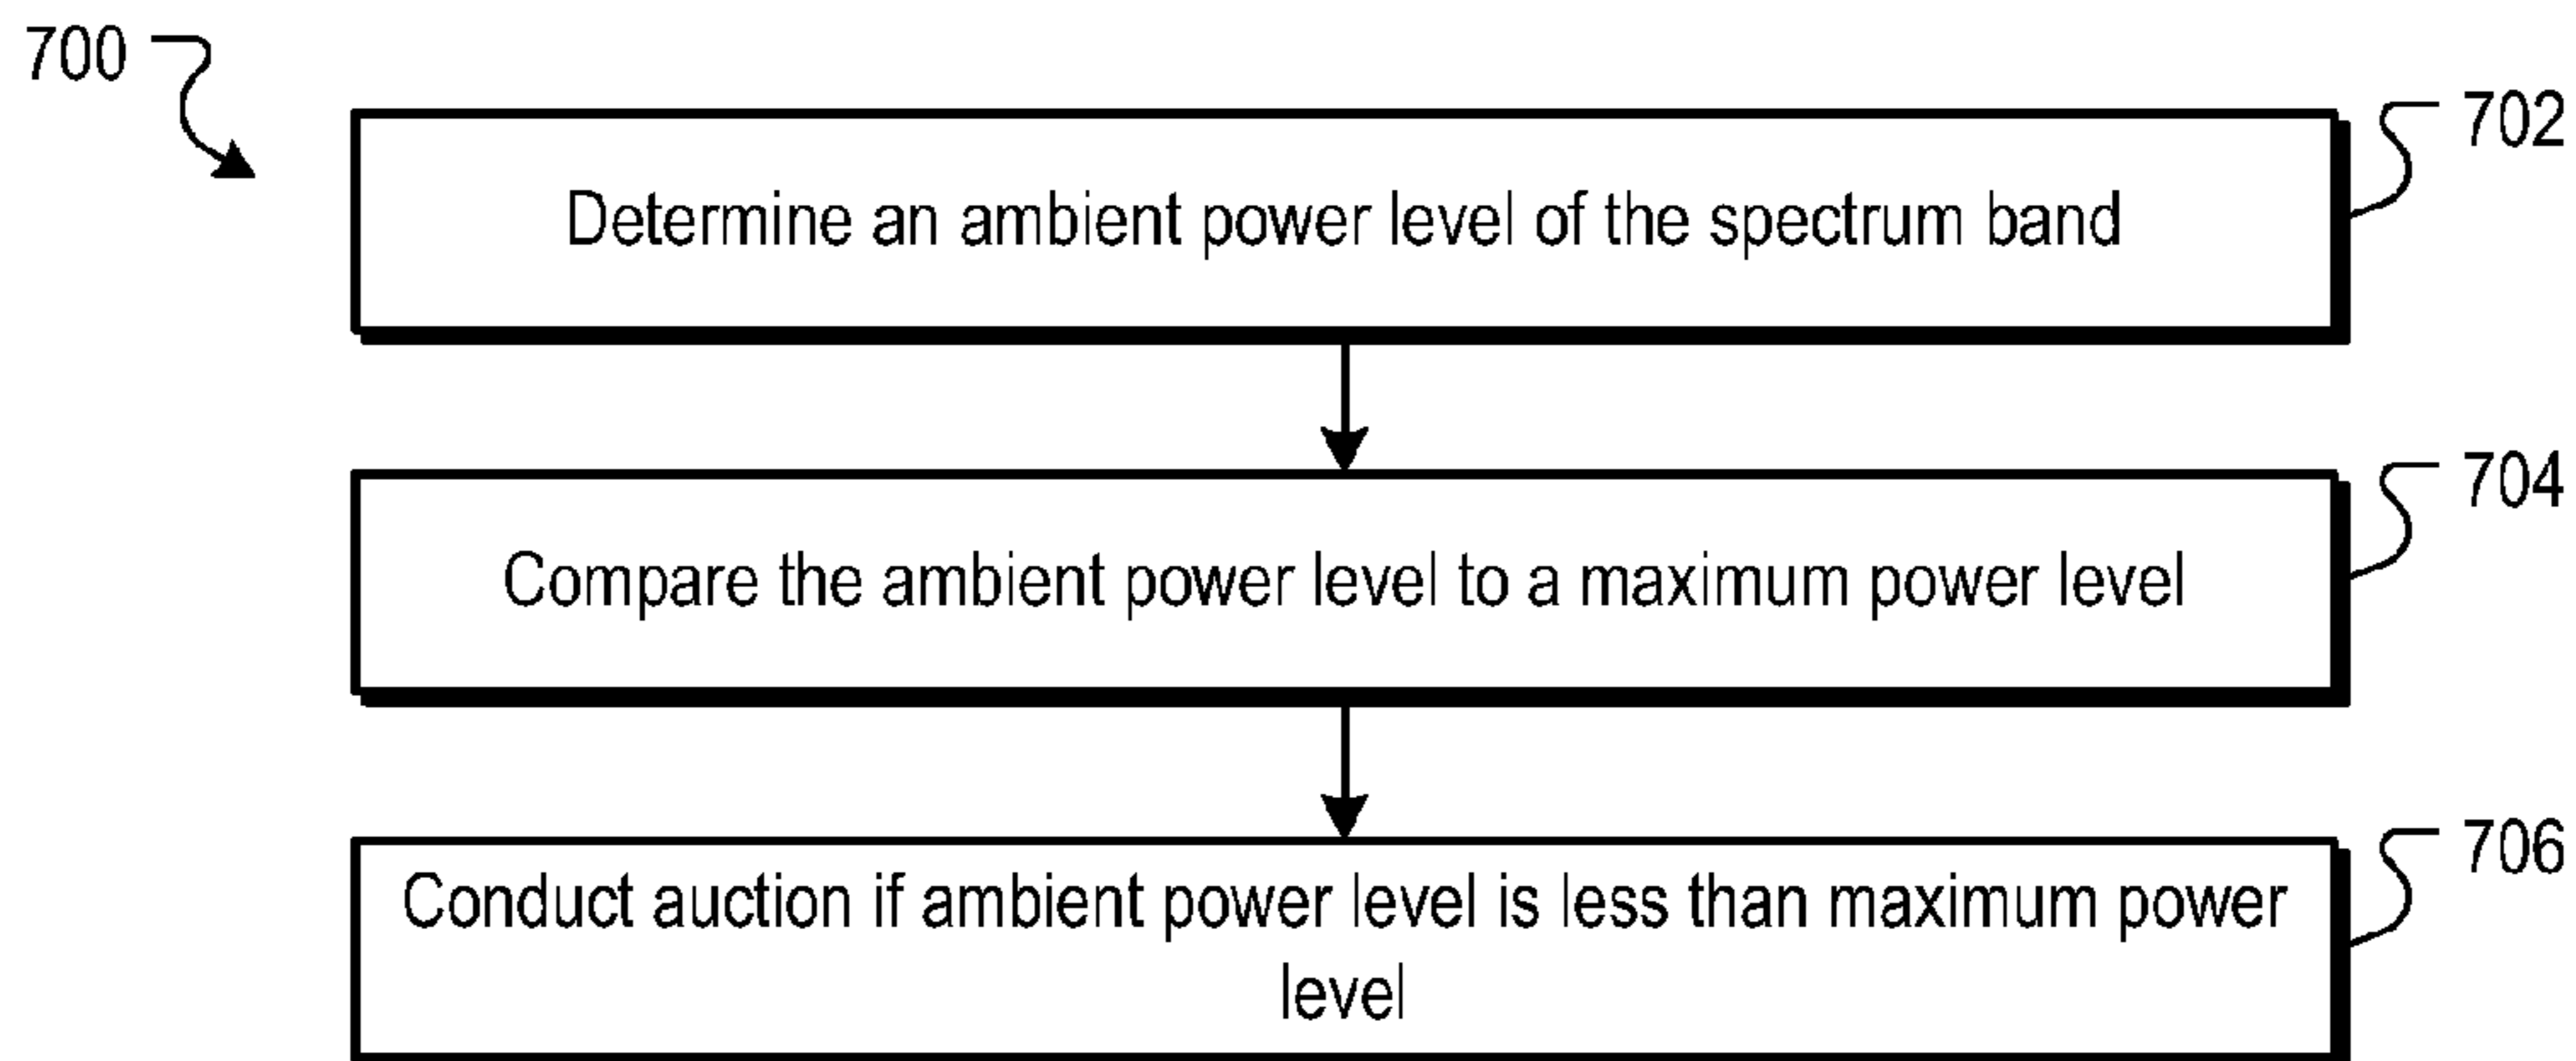 700
702
Determine an ambient power level of the spectrum band
704
Compare the ambient power level to a maximum power level
706
Conduct auction if ambient power level is less than maximum power
level